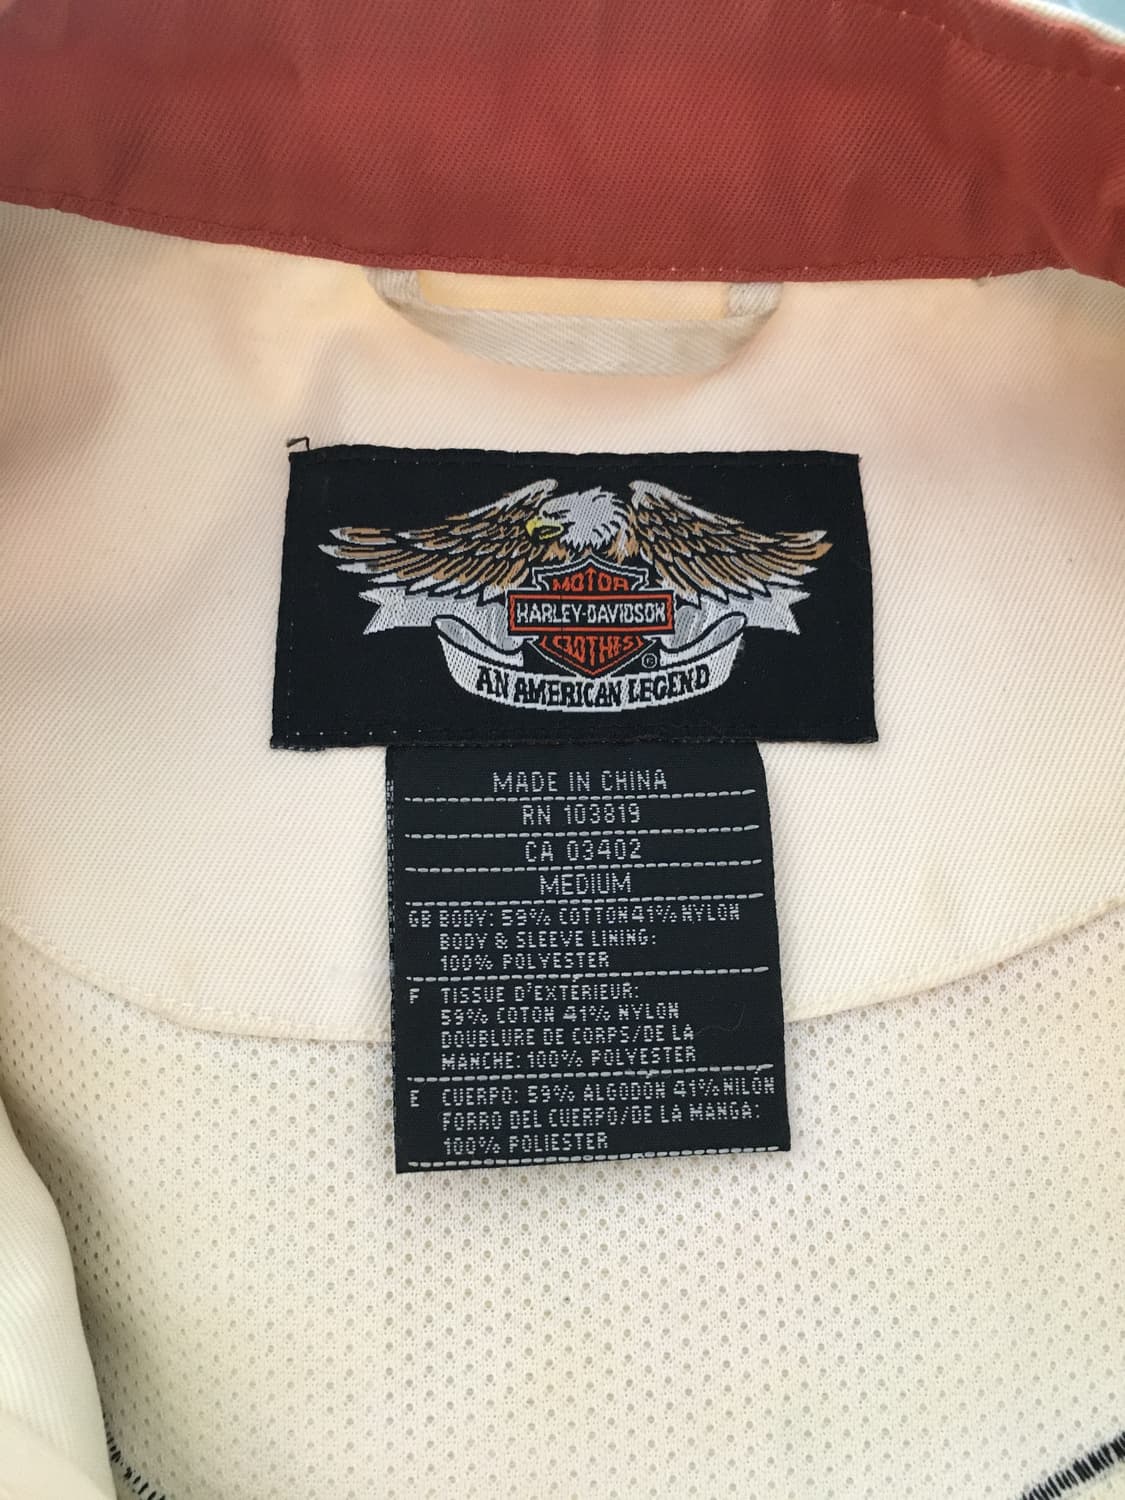 MOTOR
HARLEY-DAVIDSON
CLOTHES
®
AN AMERICAN LEGEND
MADE IN CHINA
RN 103819
CA 03402
MEDIUM
GB BODY: 59% COTTON 41% NYLON
BODY & SLEEVE LINING:
100% POLYESTER
F TISSUE D'EXTÉRIEUR:
59% COTON 41% NYLON
DOUBLURE DE CORPS/DE LA
MANCHE: 100% POLYESTER
E CUERPO: 59% ALGODÓN 41% NILÓN
FORRO DEL CUERPO/DE LA MANGA:
100% POLIESTER